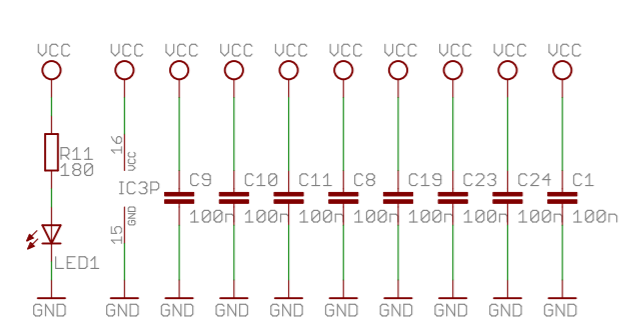 VCC VCC VCC VCC VCC VCC VCC VCC VCC VCC
16
VCC
R11
180
IC3P
C9 C10 C11 C8 C19 C23 C24 C1
100n 100n 100n 100n 100n 100n 100n 100n
GND
15
LED1
GND GND GND GND GND GND GND GND GND GND